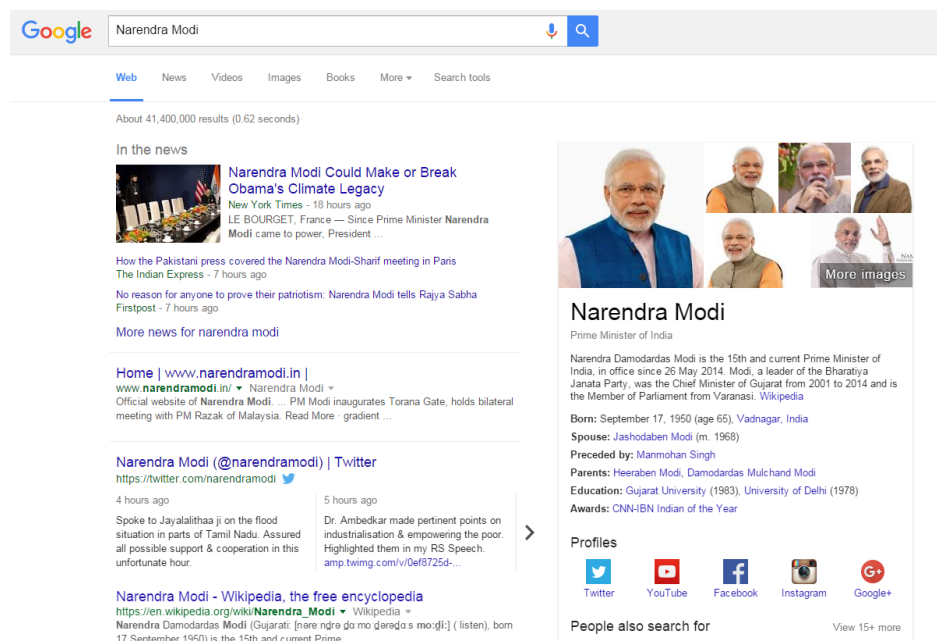 Google
Narendra Modi
Web News Videos Images Books More ▾ Search tools
About 41,400,000 results (0.62 seconds)
In the news
Narendra Modi Could Make or Break
Obama's Climate Legacy
New York Times - 18 hours ago
LE BOURGET, France — Since Prime Minister Narendra
Modi came to power, President ...
How the Pakistani press covered the Narendra Modi-Sharif meeting in Paris
The Indian Express - 7 hours ago
No reason for anyone to prove their patriotism: Narendra Modi tells Rajya Sabha
Firstpost - 7 hours ago
More news for narendra modi
Home | www.narendramodi.in |
www.narendramodi.in/ ▾ Narendra Modi ▾
Official website of Narendra Modi. ... PM Modi inaugurates Torana Gate, holds bilateral
meeting with PM Razak of Malaysia. Read More · gradient ...
Narendra Modi (@narendramodi) | Twitter
https://twitter.com/narendramodi
4 hours ago
Spoke to Jayalalithaa ji on the flood
situation in parts of Tamil Nadu. Assured
all possible support & cooperation in this
unfortunate hour.
5 hours ago
Dr. Ambedkar made pertinent points on
industrialisation & empowering the poor.
Highlighted them in my RS Speech.
amp.twimg.com/v/0ef8725d-...
Narendra Modi - Wikipedia, the free encyclopedia
https://en.wikipedia.org/wiki/Narendra_Modi ▾ Wikipedia ▾
Narendra Damodardas Modi (Gujarati: ( listen), born
17 September 1950) is the 15th and current Prime
More images
Narendra Modi
Prime Minister of India
Narendra Damodardas Modi is the 15th and current Prime Minister of
India, in office since 26 May 2014. Modi, a leader of the Bharatiya
Janata Party, was the Chief Minister of Gujarat from 2001 to 2014 and is
the Member of Parliament from Varanasi. Wikipedia
Born: September 17, 1950 (age 65), Vadnagar, India
Spouse: Jashodaben Modi (m. 1968)
Preceded by: Manmohan Singh
Parents: Heeraben Modi, Damodardas Mulchand Modi
Education: Gujarat University (1983), University of Delhi (1978)
Awards: CNN-IBN Indian of the Year
Profiles
Twitter YouTube Facebook Instagram Google+
People also search for View 15+ more